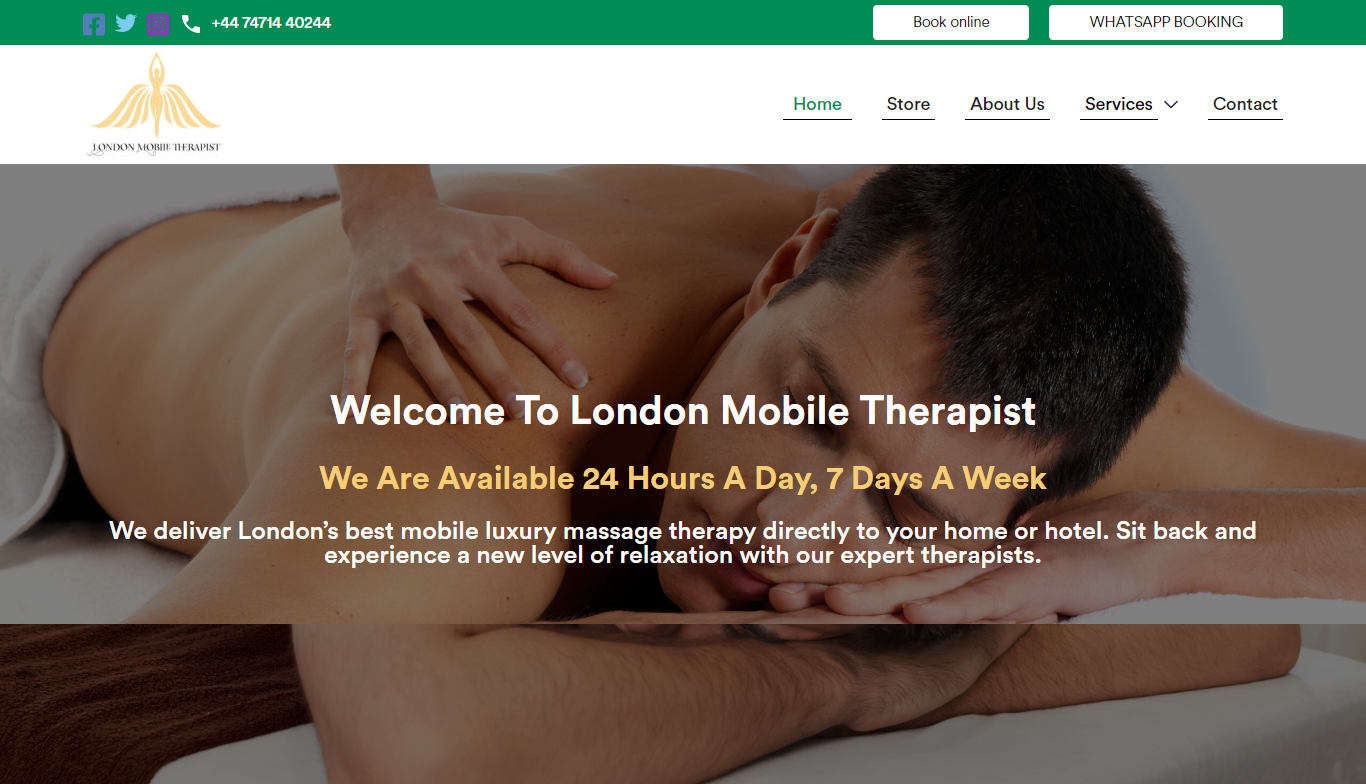 +44 74714 40244
Book online
WHATSAPP BOOKING
LONDON MOBILE THERAPIST
Home
Store
About Us
Services
Contact
Welcome To London Mobile Therapist
We Are Available 24 Hours A Day, 7 Days A Week
We deliver London’s best mobile luxury massage therapy directly to your home or hotel. Sit back and
experience a new level of relaxation with our expert therapists.